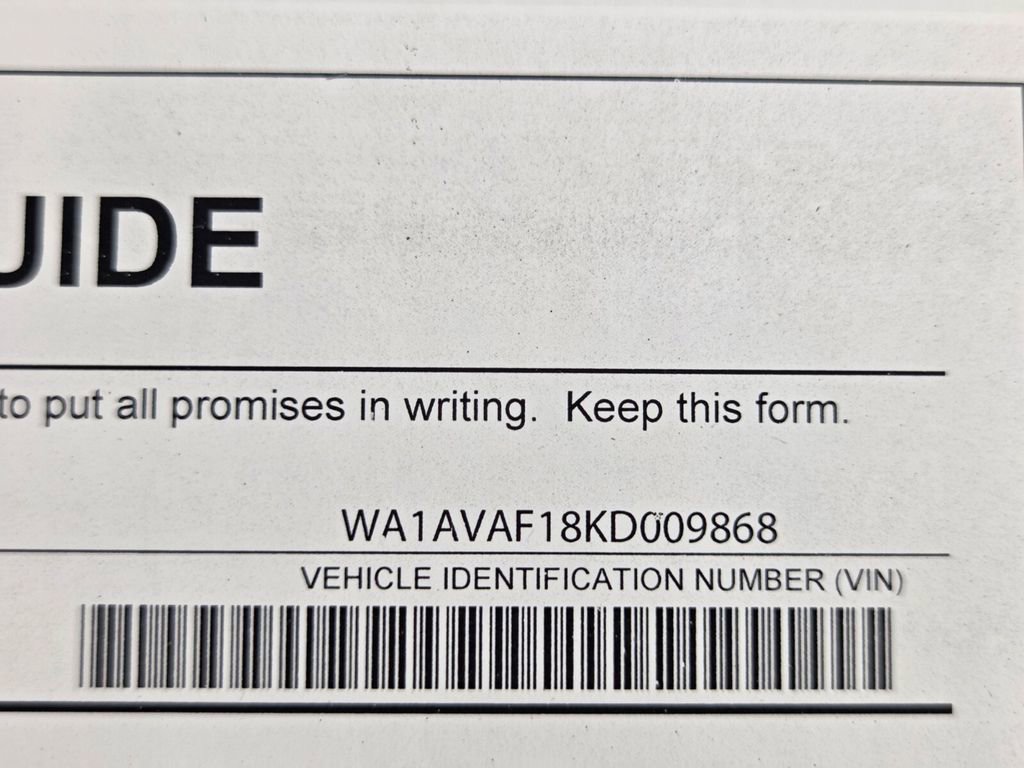 UIDE
to put all promises in writing. Keep this form.
WA1AVAF18KD009868
VEHICLE IDENTIFICATION NUMBER (VIN)